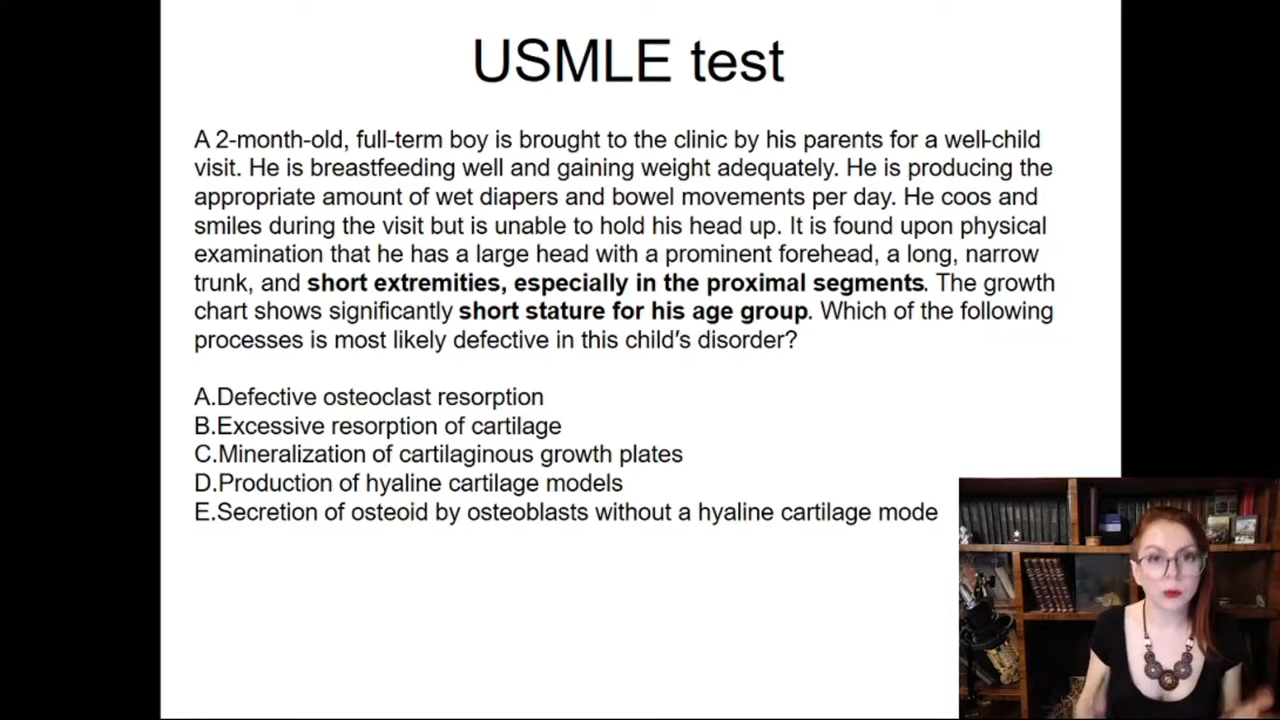 USMLE test
A 2-month-old, full-term boy is brought to the clinic by his parents for a well-child
visit. He is breastfeeding well and gaining weight adequately. He is producing the
appropriate amount of wet diapers and bowel movements per day. He coos and
smiles during the visit but is unable to hold his head up. It is found upon physical
examination that he has a large head with a prominent forehead, a long, narrow
trunk, and short extremities, especially in the proximal segments. The growth
chart shows significantly short stature for his age group. Which of the following
processes is most likely defective in this child's disorder?
A.Defective osteoclast resorption
B.Excessive resorption of cartilage
C.Mineralization of cartilaginous growth plates
D.Production of hyaline cartilage models
E.Secretion of osteoid by osteoblasts without a hyaline cartilage mode